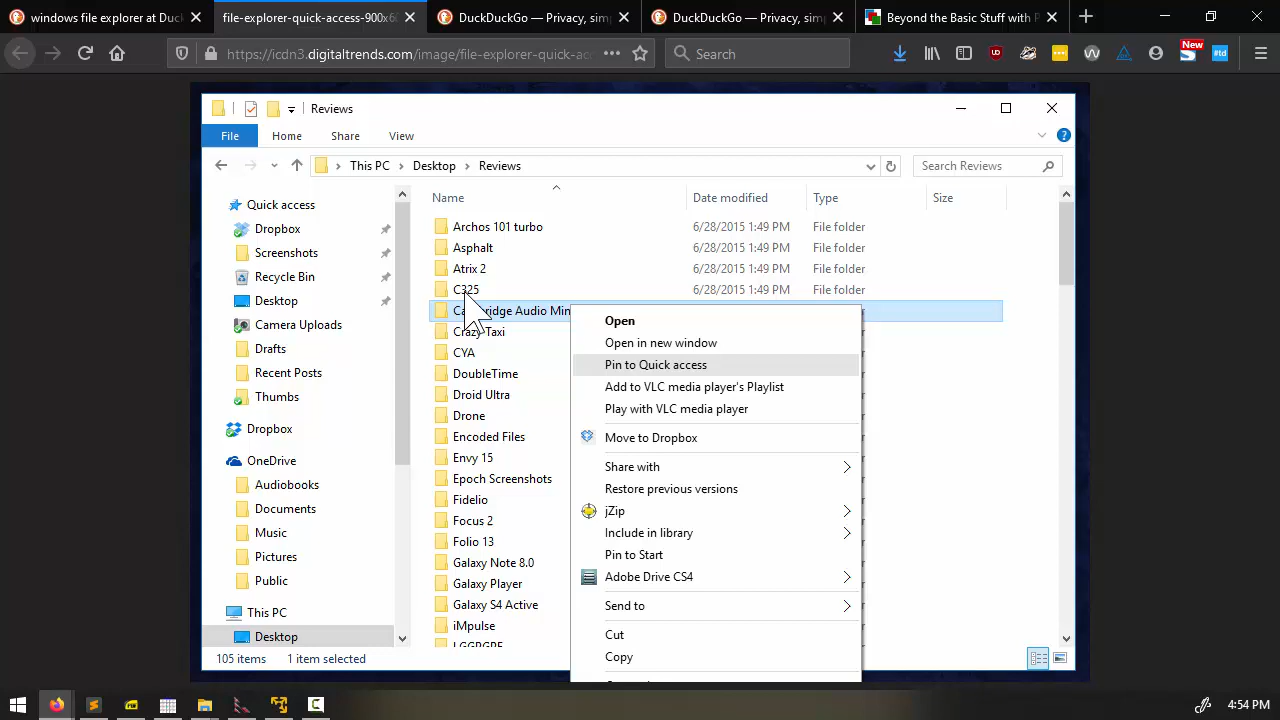 windows file explorer at D
file-explorer-quick-access-900x6
DuckDuckGo — Privacy, sim
DuckDuckGo — Privacy, simp
Beyond the Basic Stuff with P
https://icdn3.digitaltrends.com/image/file-explorer-quick-ac
Search
New
#td
Reviews
File Home Share View
This PC Desktop Reviews
Search Reviews
Name Date modified Type Size
Quick access
Dropbox
Screenshots
Recycle Bin
Desktop
Camera Uploads
Drafts
Recent Posts
Thumbs
Dropbox
OneDrive
Audiobooks
Documents
Music
Pictures
Public
This PC
Desktop
Archos 101 turbo 6/28/2015 1:49 PM File folder
Asphalt 6/28/2015 1:49 PM File folder
Atrix 2 6/28/2015 1:49 PM File folder
C325 6/28/2015 1:49 PM File folder
Audio Min
Crazy Taxi
CYA
DoubleTime
Droid Ultra
Drone
Encoded Files
Envy 15
Epoch Screenshots
Fidelio
Focus 2
Folio 13
Galaxy Note 8.0
Galaxy Player
Galaxy S4 Active
iMpulse
Open
Open in new window
Pin to Quick access
Add to VLC media player's Playlist
Play with VLC media player
Move to Dropbox
Share with
Restore previous versions
jZip
Include in library
Pin to Start
Adobe Drive CS4
Send to
Cut
Copy
105 items 1 item selected
4:54 PM